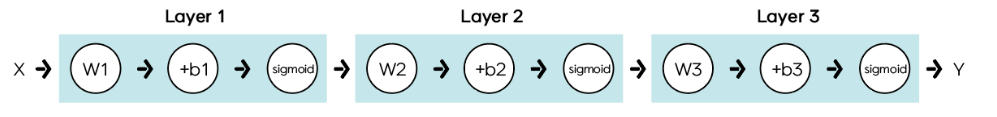 Layer 1 Layer 2 Layer 3
X W1 +b1 sigmoid W2 +b2 sigmoid W3 +b3 sigmoid Y